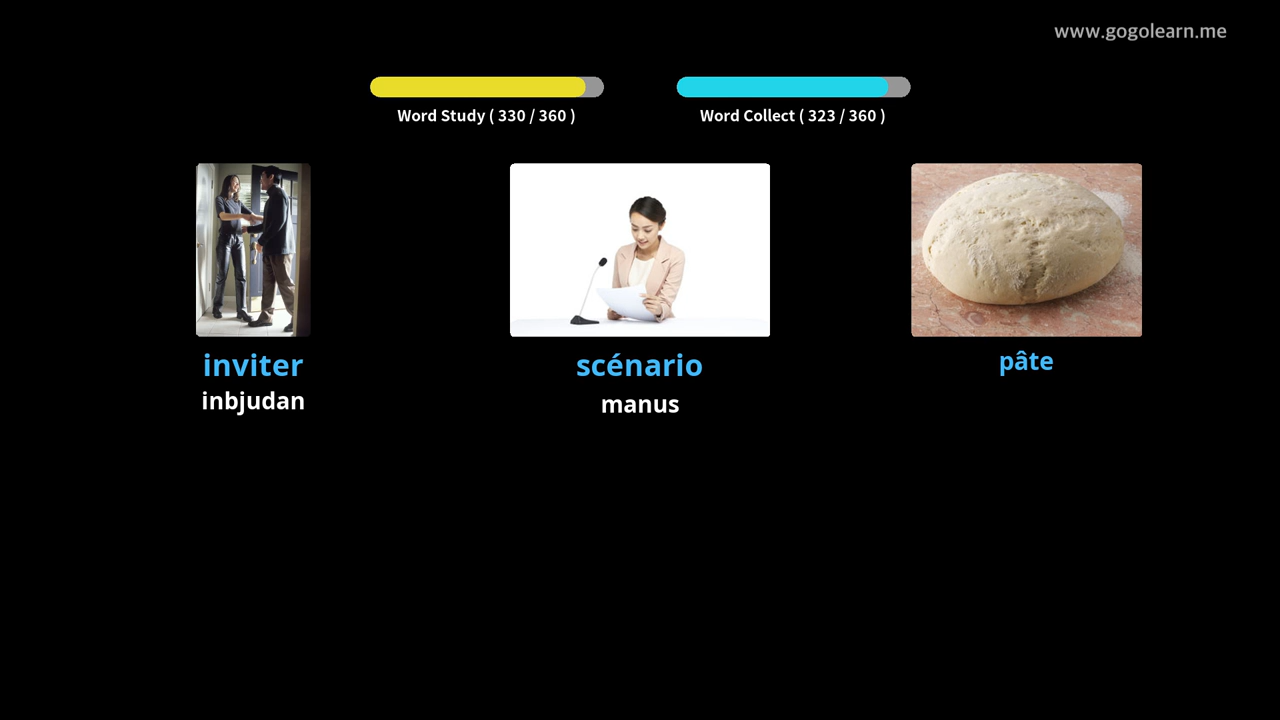 www.gogolearn.me
Word Study ( 330 / 360 )
Word Collect ( 323 / 360 )
inviter
inbjudan
scénario
manus
pâte